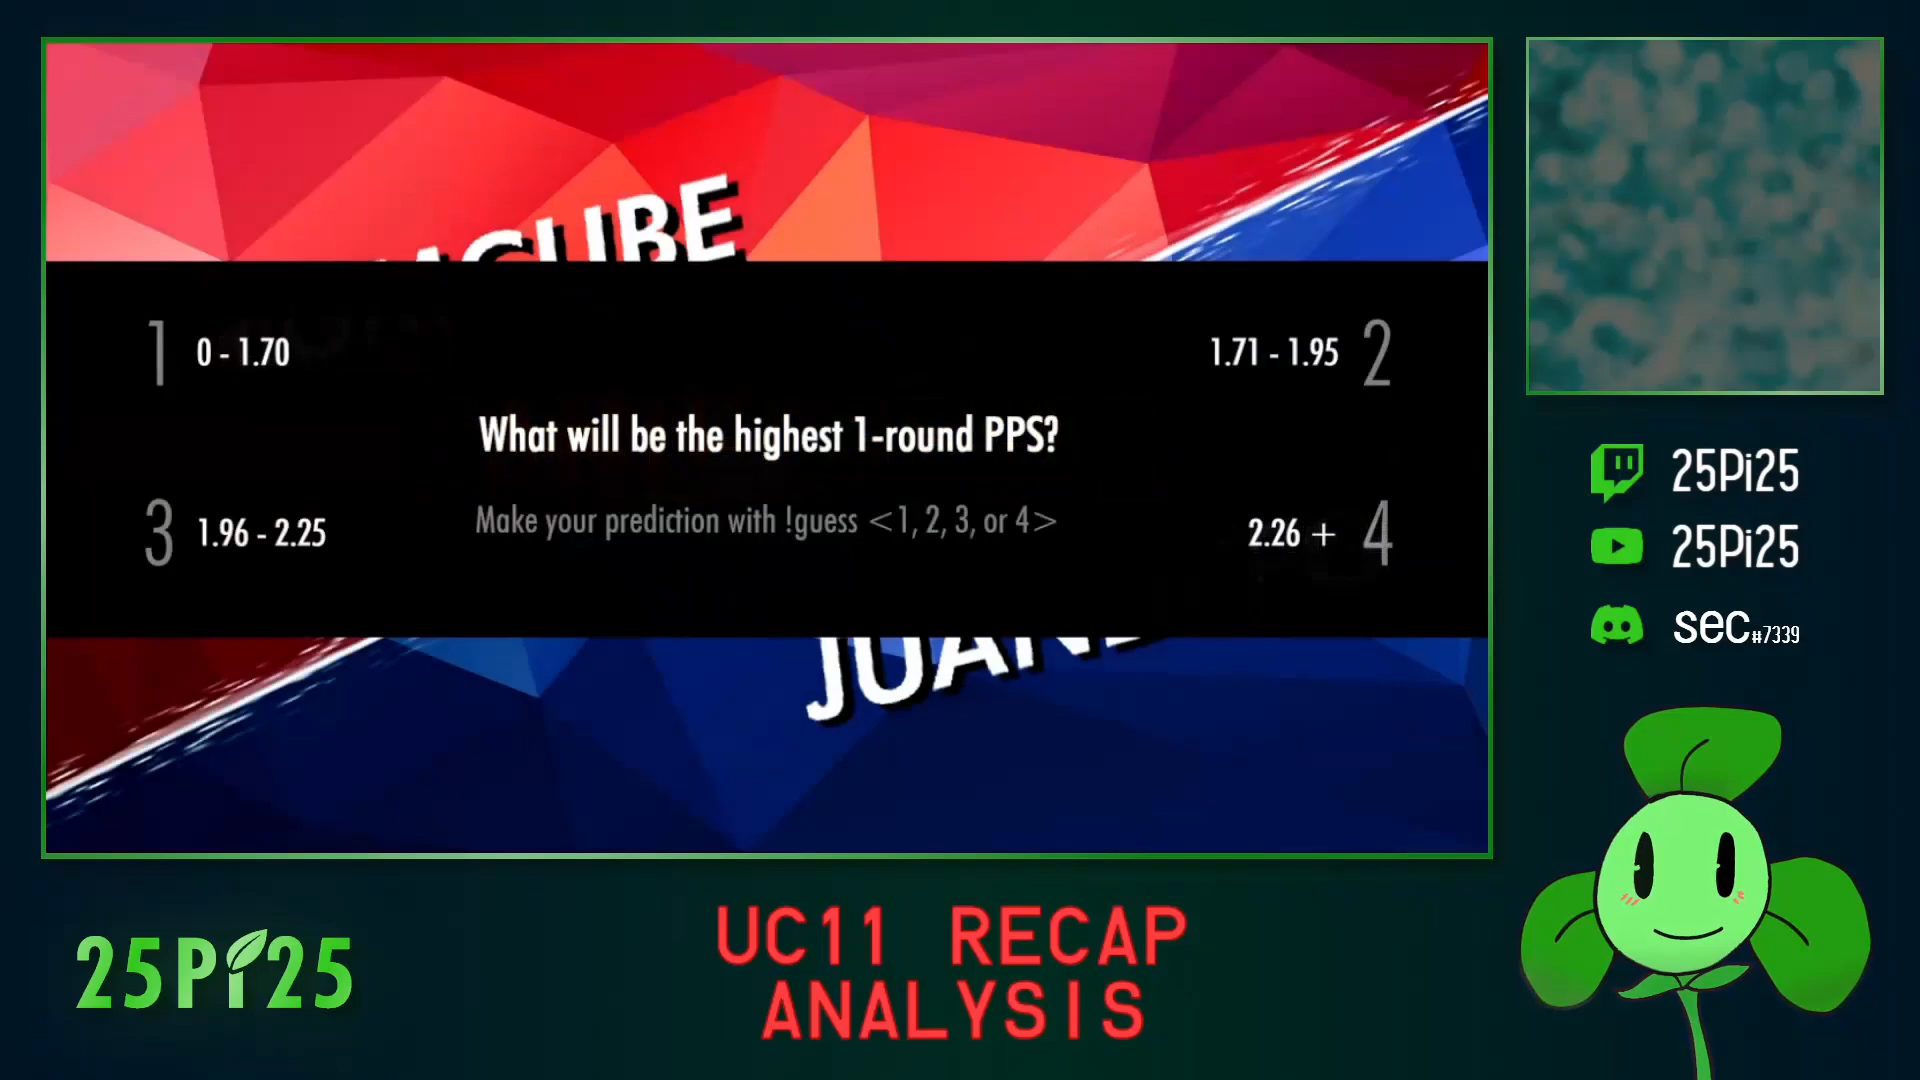 1 0 - 1.70
1.71 - 1.95 2
What will be the highest 1-round PPS?
Make your prediction with !guess <1, 2, 3, or 4>
3 1.96 - 2.25
2.26 + 4
25Pi25
25Pi25
sec#7339
25Pi25
UC11 RECAP
ANALYSIS